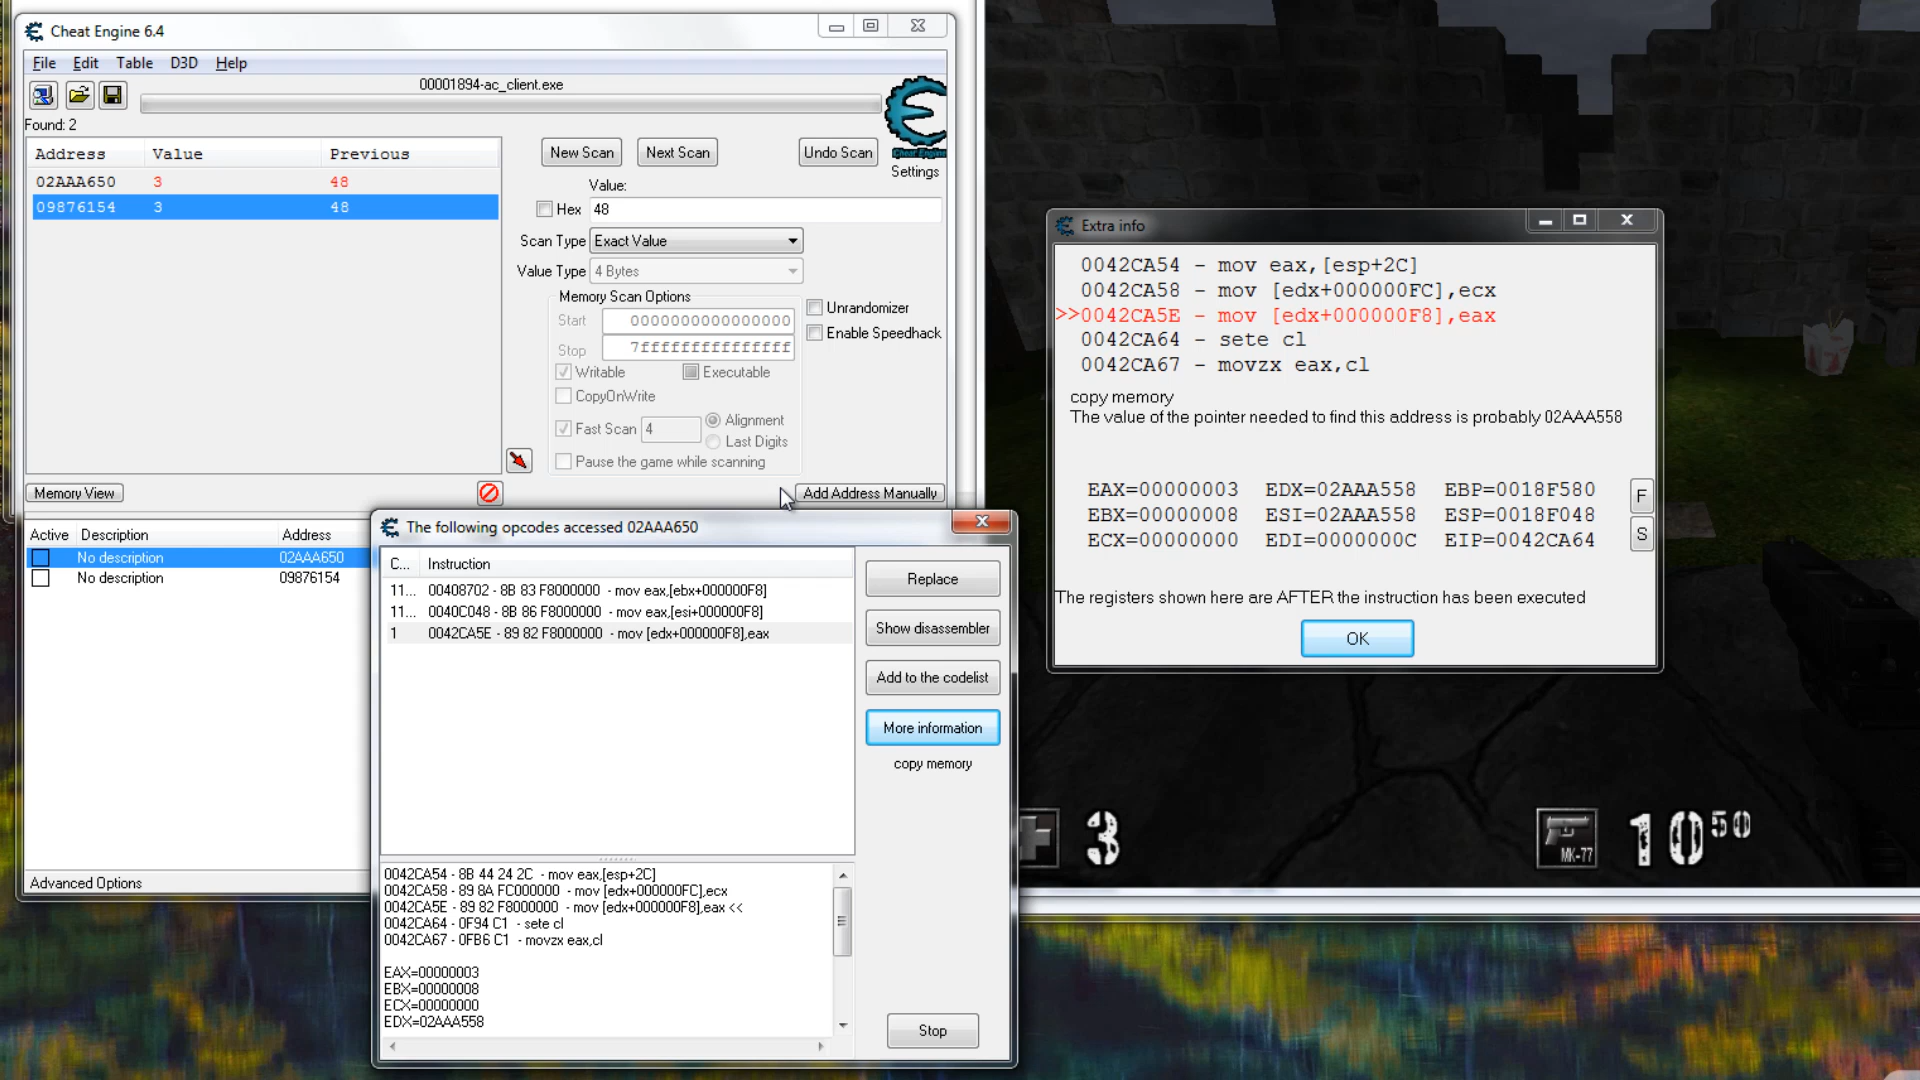 Cheat Engine 6.4
File Edit Table D3D Help
00001894-ac_client.exe
Found: 2
Address Value Previous
02AAA650 3 48
09876154 3 48
New Scan Next Scan Undo Scan
Cheat Engine
Settings
Value:
Hex 48
Scan Type Exact Value
Value Type 4 Bytes
Memory Scan Options
Start 0000000000000000
Stop 7fffffffffffffff
Writable Executable
CopyOnWrite
Fast Scan 4 Alignment
Last Digits
Pause the game while scanning
Unrandomizer
Enable Speedhack
Memory View Add Address Manually
Active Description Address
No description 02AAA650
No description 09876154
Advanced Options
The following opcodes accessed 02AAA650
C... Instruction
11... 00408702 - 8B 83 F8000000 - mov eax,[ebx+000000F8]
11... 0040C048 - 8B 86 F8000000 - mov eax,[esi+000000F8]
1 0042CA5E - 89 82 F8000000 - mov [edx+000000F8],eax
Replace
Show disassembler
Add to the codelist
More information
copy memory
0042CA54 - 8B 44 24 2C - mov eax,[esp+2C]
0042CA58 - 89 8A FC000000 - mov [edx+000000FC],ecx
0042CA5E - 89 82 F8000000 - mov [edx+000000F8],eax <<
0042CA64 - 0F94 C1 - sete cl
0042CA67 - 0FB6 C1 - movzx eax,cl
EAX=00000003
EBX=00000008
ECX=00000000
EDX=02AAA558
Stop
Extra info
0042CA54 - mov eax,[esp+2C]
0042CA58 - mov [edx+000000FC],ecx
>>0042CA5E - mov [edx+000000F8],eax
0042CA64 - sete cl
0042CA67 - movzx eax,cl
copy memory
The value of the pointer needed to find this address is probably 02AAA558
EAX=00000003 EDX=02AAA558 EBP=0018F580
EBX=00000008 ESI=02AAA558 ESP=0018F048
ECX=00000000 EDI=0000000C EIP=0042CA64
F
S
The registers shown here are AFTER the instruction has been executed
OK
3
MK-77
10 50